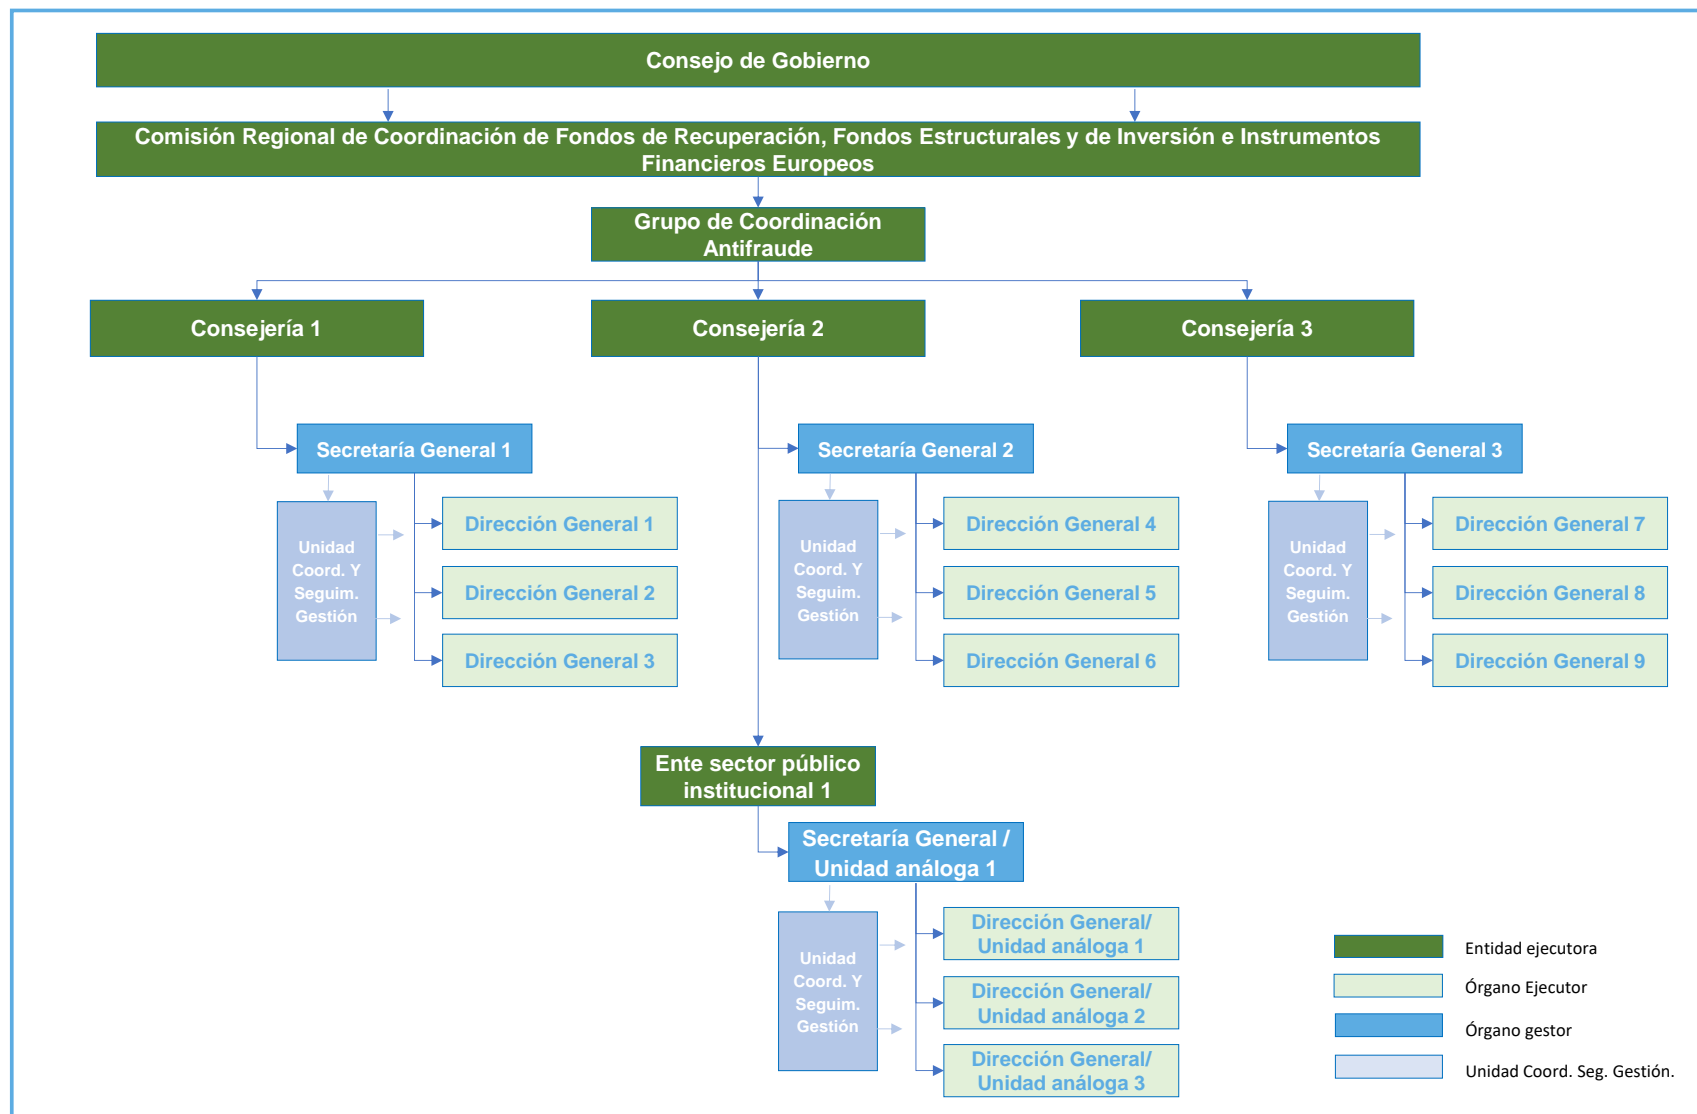 Consejo de Gobierno
Comisión Regional de Coordinación de Fondos de Recuperación, Fondos Estructurales y de Inversión e Instrumentos
Financieros Europeos
Grupo de Coordinación
Antifraude
Consejería 1
Consejería 2
Consejería 3
Secretaría General 1
Secretaría General 2
Secretaría General 3
Unidad
Coord. Y
Seguim.
Gestión
Dirección General 1
Dirección General 2
Dirección General 3
Unidad
Coord. Y
Seguim.
Gestión
Dirección General 4
Dirección General 5
Dirección General 6
Unidad
Coord. Y
Seguim.
Gestión
Dirección General 7
Dirección General 8
Dirección General 9
Ente sector público
institucional 1
Secretaría General /
Unidad análoga 1
Unidad
Coord. Y
Seguim.
Gestión
Dirección General/
Unidad análoga 1
Dirección General/
Unidad análoga 2
Dirección General/
Unidad análoga 3
Entidad ejecutora
Órgano Ejecutor
Órgano gestor
Unidad Coord. Seg. Gestión.